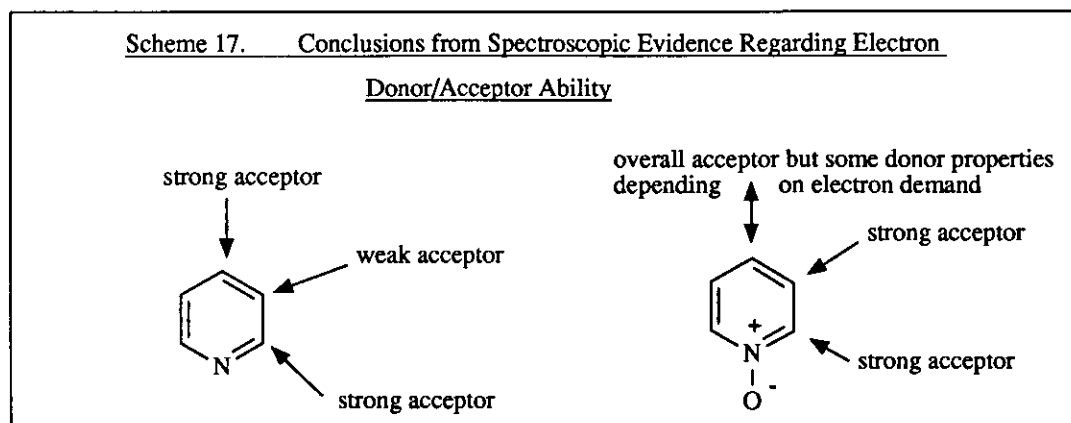 Scheme 17. Conclusions from Spectroscopic Evidence Regarding Electron
Donor/Acceptor Ability
strong acceptor
weak acceptor
N
strong acceptor
overall acceptor but some donor properties
depending on electron demand
strong acceptor
+
N
strong acceptor
O -